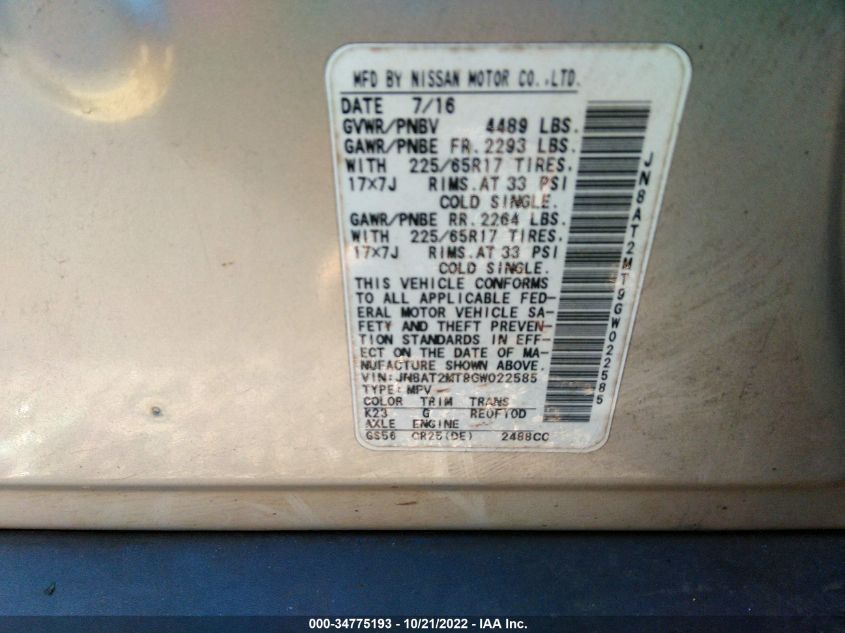 MFD BY NISSAN MOTOR CO.,LTD.
DATE 7/16
GVWR/PNBV 4489 LBS.
GAWR/PNBE FR. 2293 LBS.
WITH 225/65R17 TIRES.
17×7J RIMS.AT 33 PSI
COLD SINGLE.
GAWR/PNBE RR. 2264 LBS.
WITH 225/65R17 TIRES.
17×7J RIMS.AT 33 PSI
COLD SINGLE.
THIS VEHICLE CONFORMS
TO ALL APPLICABLE FED-
ERAL MOTOR VEHICLE SA-
FETY AND THEFT PREVEN-
TION STANDARDS IN EFF-
ECT ON THE DATE OF MA-
NUFACTURE SHOWN ABOVE.
VIN:
TYPE:MPV
COLOR TRIM TRANS
K23 G RE0F10D
AXLE ENGINE
GS56 QR25(DE) 2488CC
JN8AT2MT9GW022585
000-34775193 - 10/21/2022 - IAA Inc.